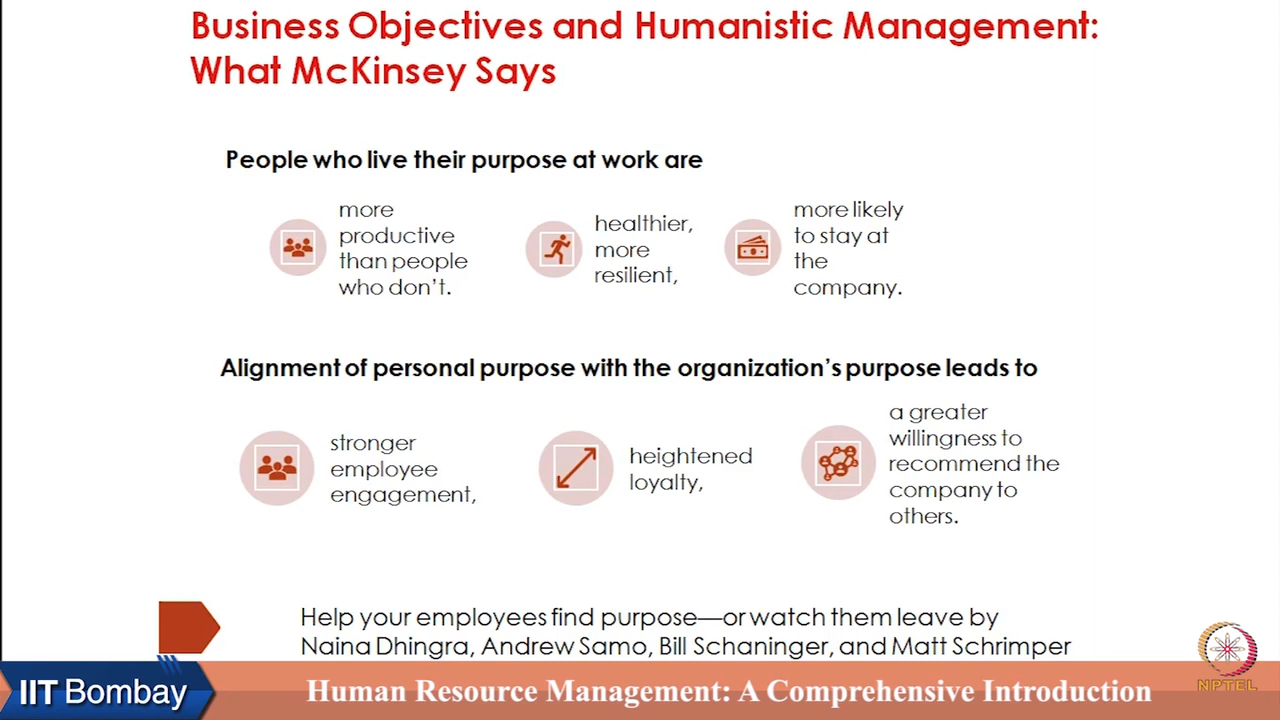 Business Objectives and Humanistic Management:
What McKinsey Says
People who live their purpose at work are
more
productive
than people
who don't.
healthier,
more
resilient,
more likely
to stay at
the
company.
Alignment of personal purpose with the organization's purpose leads to
stronger
employee
engagement,
heightened
loyalty,
a greater
willingness to
recommend the
company to
others.
Help your employees find purpose—or watch them leave by
Naina Dhingra, Andrew Samo, Bill Schaninger, and Matt Schrimper
IIT Bombay
Human Resource Management: A Comprehensive Introduction
NPTEL